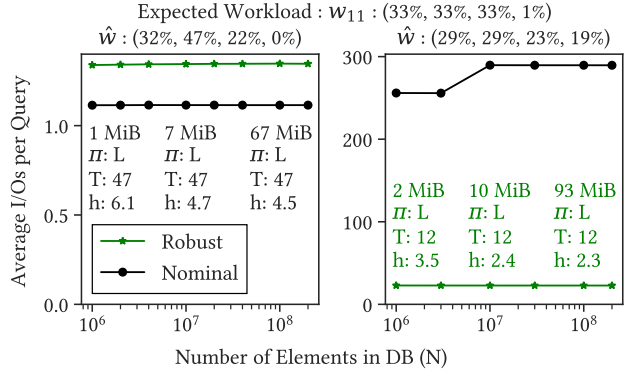 Expected Workload : w₁₁ : (33%, 33%, 33%, 1%)
ŵ : (32%, 47%, 22%, 0%)
ŵ : (29%, 29%, 23%, 19%)
Average I/Os per Query
1.0
0.5
0.0
1 MiB 7 MiB 67 MiB
π: L π: L π: L
T: 47 T: 47 T: 47
h: 6.1 h: 4.7 h: 4.5
Robust
Nominal
10⁶ 10⁷ 10⁸
300
200
100
0
2 MiB 10 MiB 93 MiB
π: L π: L π: L
T: 12 T: 12 T: 12
h: 3.5 h: 2.4 h: 2.3
10⁶ 10⁷ 10⁸
Number of Elements in DB (N)